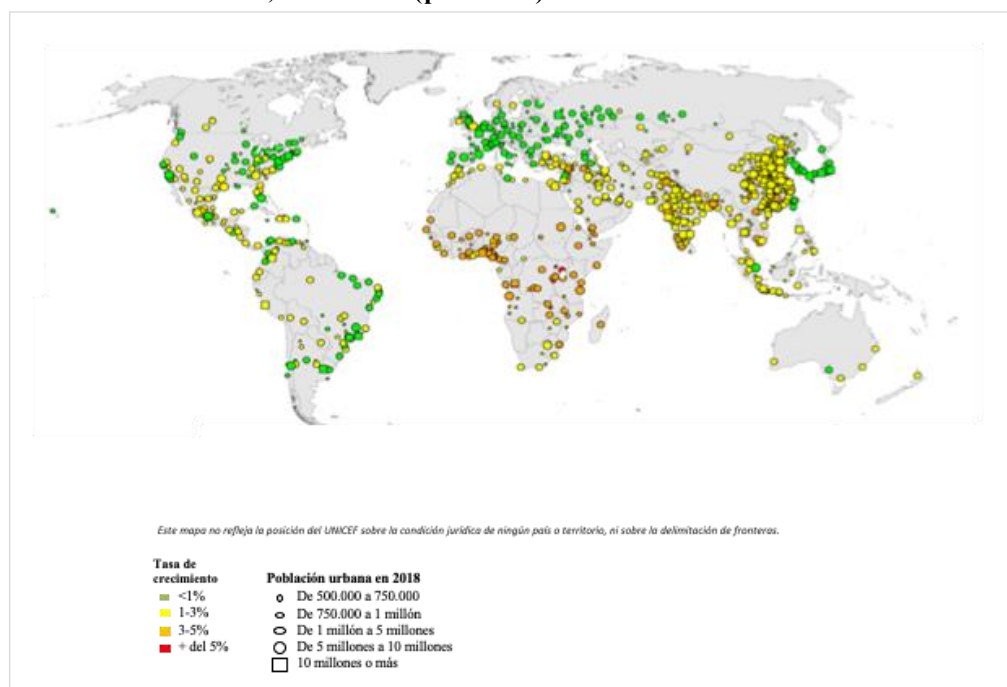 Este mapa no refleja la posición del UNICEF sobre la condición jurídica de ningún país o territorio, ni sobre la delimitación de fronteras.
Tasa de
crecimiento
<1%
1-3%
3-5%
+ del 5%
Población urbana en 2018
De 500.000 a 750.000
De 750.000 a 1 millón
De 1 millón a 5 millones
De 5 millones a 10 millones
10 millones o más